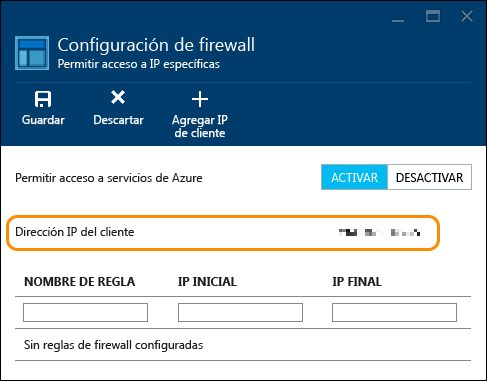 Configuración de firewall
Permitir acceso a IP específicas
Guardar
Descartar
Agregar IP
de cliente
Permitir acceso a servicios de Azure
ACTIVAR
DESACTIVAR
Dirección IP del cliente
NOMBRE DE REGLA
IP INICIAL
IP FINAL
Sin reglas de firewall configuradas